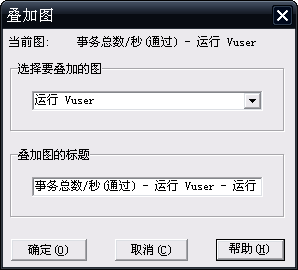 叠加图
当前图: 事务总数/秒(通过) - 运行 Vuser
选择要叠加的图
运行 Vuser
叠加图的标题
事务总数/秒(通过) - 运行 Vuser - 运行
确定(O) 取消(C) 帮助(H)